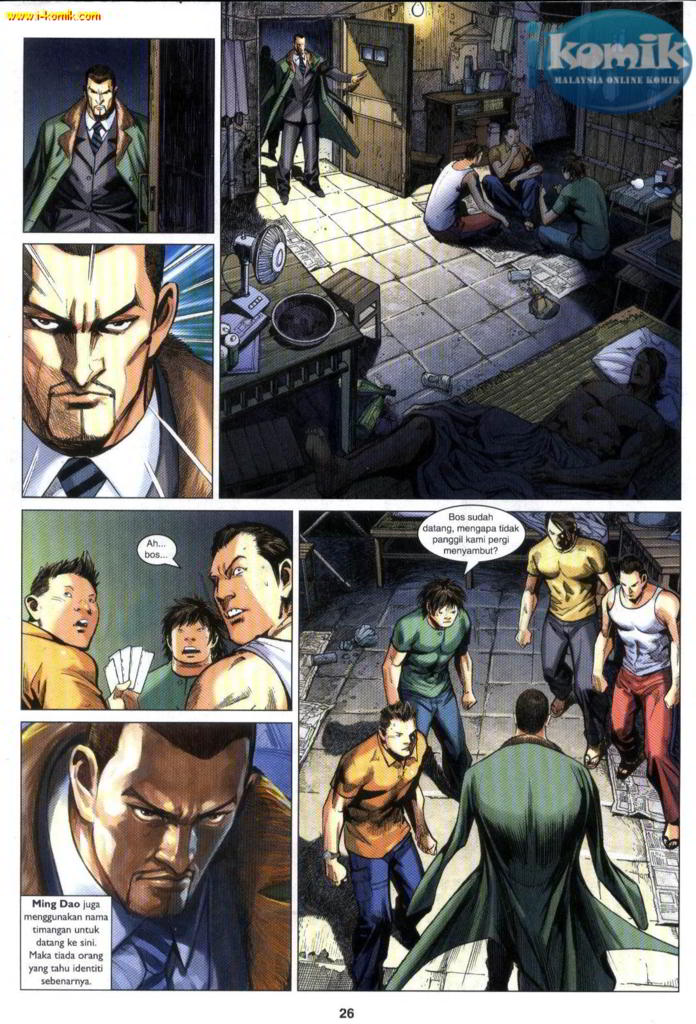 www.i-komik.com
i komik
MALAYSIA ONLINE KOMIK
Ah...
bos...
Bos sudah
datang, mengapa tidak
panggil kami pergi
menyambut?
Ming Dao juga
menggunakan nama
timangan untuk
datang ke sini.
Maka tiada orang
yang tahu identiti
sebenarnya.
26